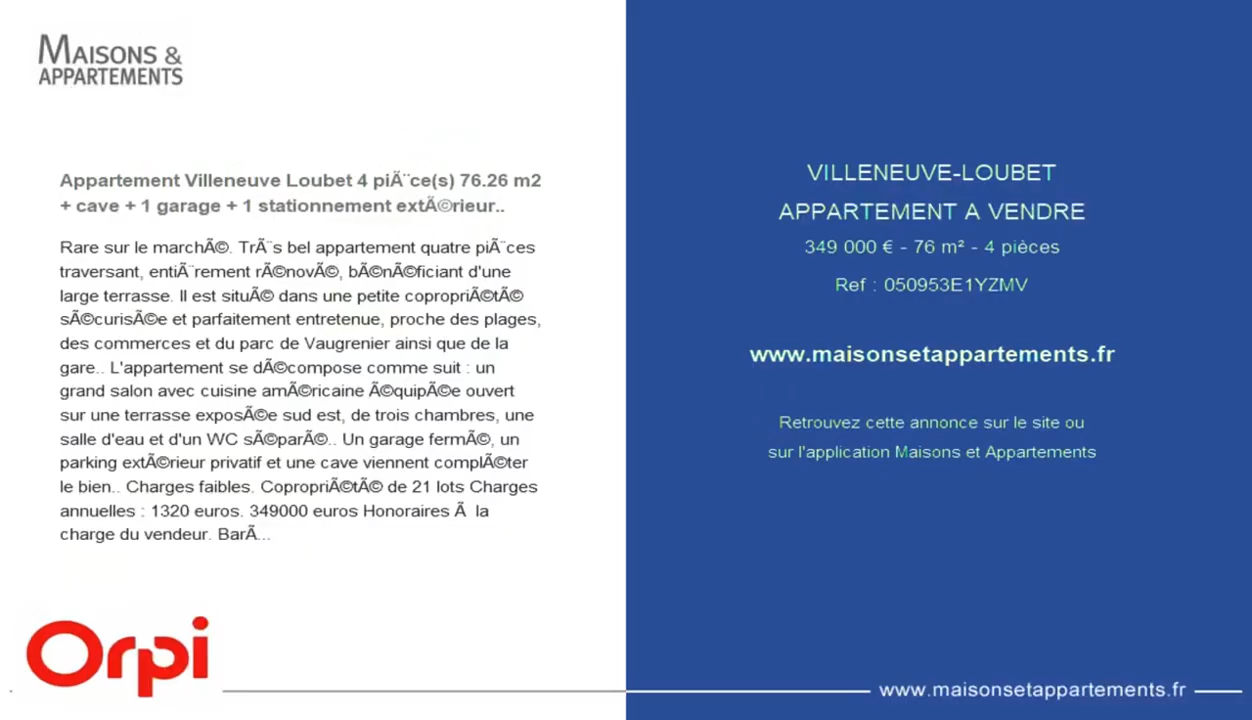 MAISONS &
APPARTEMENTS
Appartement Villeneuve Loubet 4 piÃ¨ce(s) 76.26 m2
+ cave + 1 garage + 1 stationnement extÃ©rieur..
Rare sur le marchÃ©. TrÃ¨s bel appartement quatre piÃ¨ces
traversant, entiÃ¨rement rÃ©novÃ©, bÃ©nÃ©ficiant d'une
large terrasse. Il est situÃ© dans une petite copropriÃ©tÃ©
sÃ©curisÃ©e et parfaitement entretenue, proche des plages,
des commerces et du parc de Vaugrenier ainsi que de la
gare.. L'appartement se dÃ©compose comme suit : un
grand salon avec cuisine amÃ©ricaine Ã©quipÃ©e ouvert
sur une terrasse exposÃ©e sud est, de trois chambres, une
salle d'eau et d'un WC sÃ©parÃ©.. Un garage fermÃ©, un
parking extÃ©rieur privatif et une cave viennent complÃ©ter
le bien.. Charges faibles. CopropriÃ©tÃ© de 21 lots Charges
annuelles : 1320 euros. 349000 euros Honoraires Ã  la
charge du vendeur. BarÃ...
Orpi
VILLENEUVE-LOUBET
APPARTEMENT A VENDRE
349 000 € - 76 m² - 4 pièces
Ref : 050953E1YZMV
www.maisonsetappartements.fr
Retrouvez cette annonce sur le site ou
sur l'application Maisons et Appartements
www.maisonsetappartements.fr